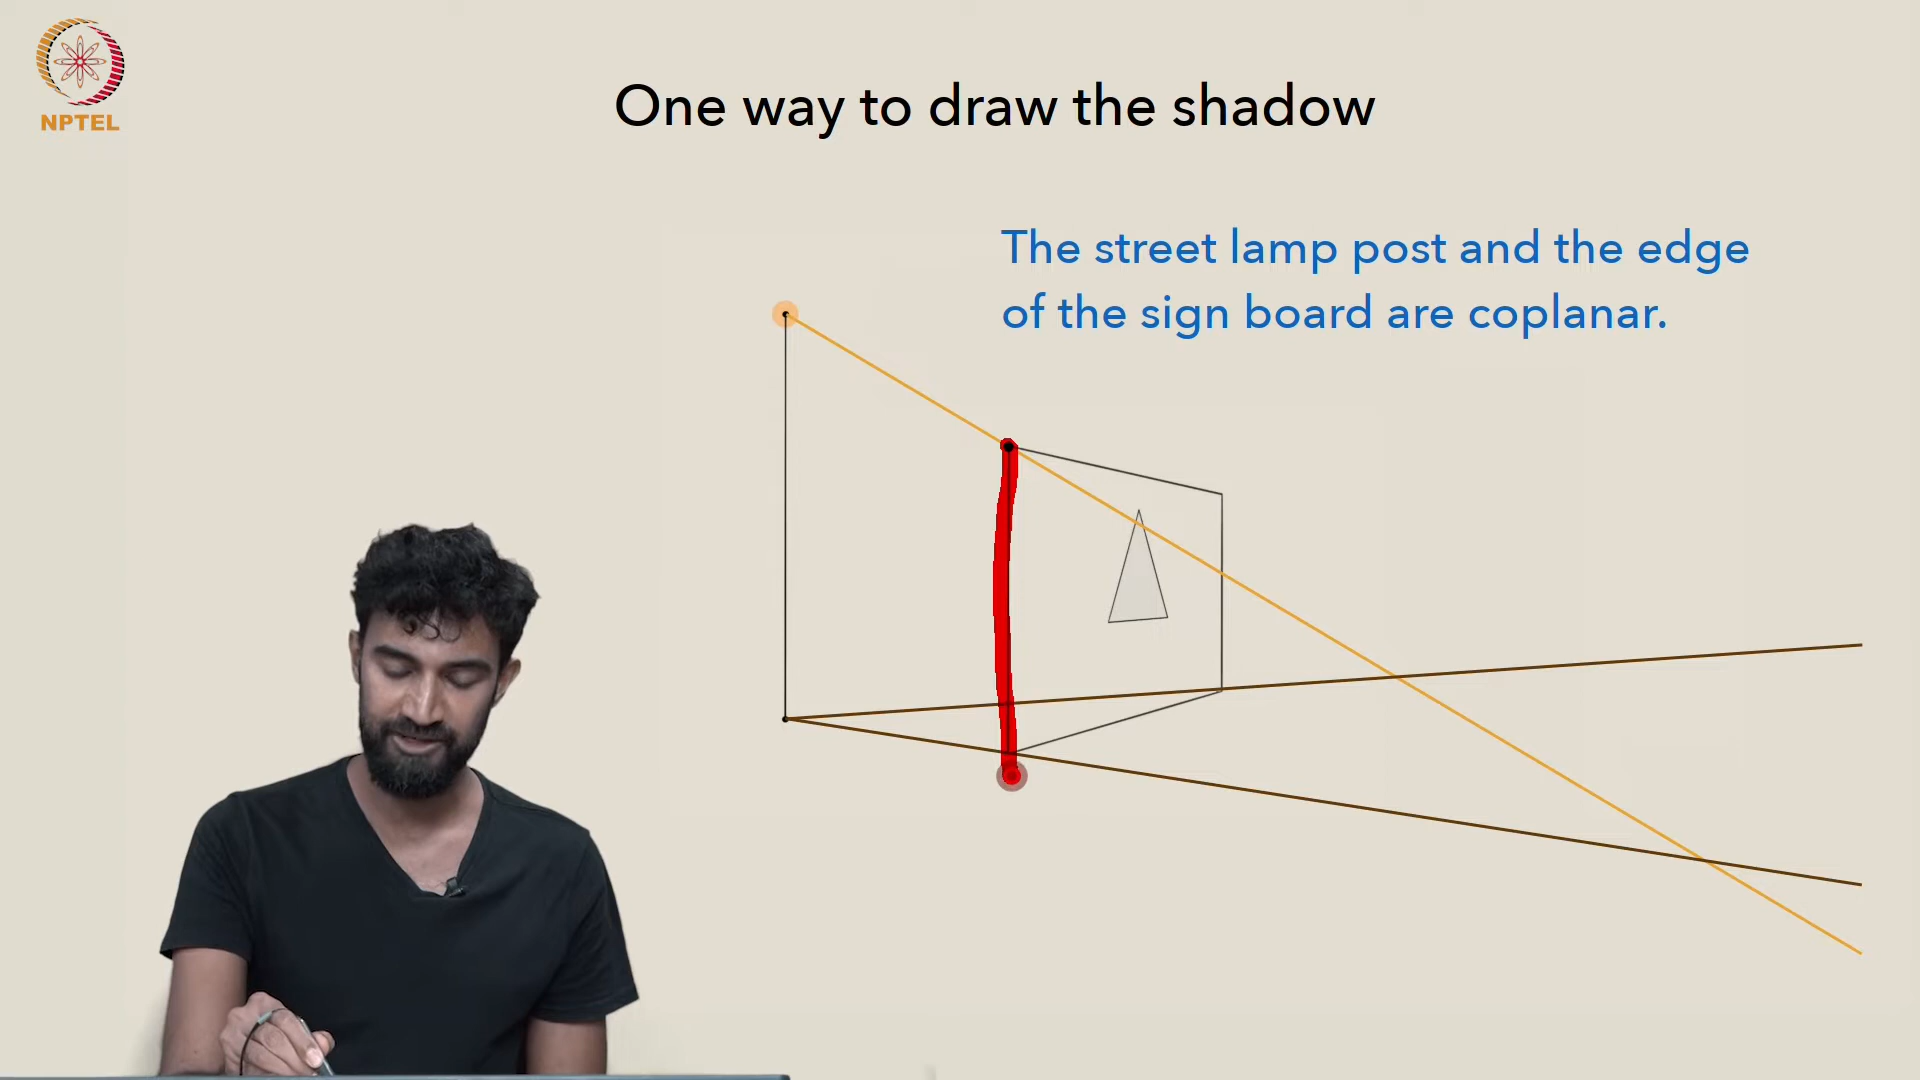 NPTEL
One way to draw the shadow
The street lamp post and the edge
of the sign board are coplanar.